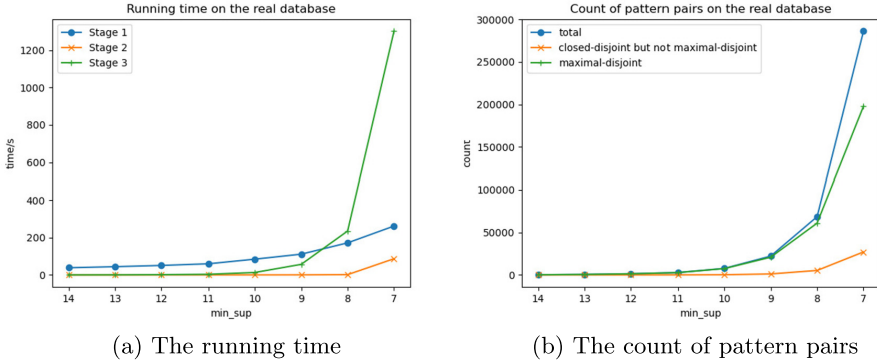 Running time on the real database
Stage 1
Stage 2
Stage 3
1200
1000
800
600
400
200
0
time/s
14 13 12 11 10 9 8 7
min_sup
(a) The running time
Count of pattern pairs on the real database
total
closed-disjoint but not maximal-disjoint
maximal-disjoint
300000
250000
200000
150000
100000
50000
0
count
14 13 12 11 10 9 8 7
min_sup
(b) The count of pattern pairs